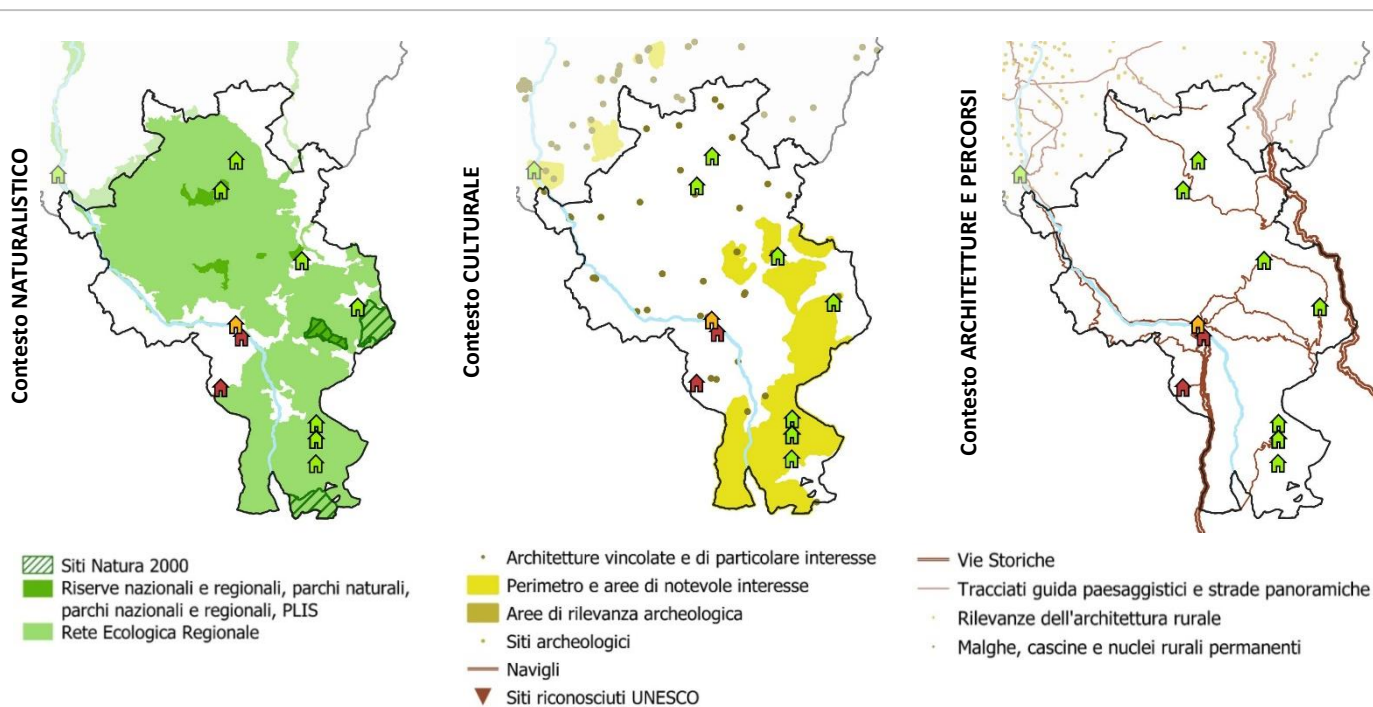 Contesto NATURALISTICO
Contesto CULTURALE
Contesto ARCHITETTURE E PERCORSI
Siti Natura 2000
Riserve nazionali e regionali, parchi naturali,
parchi nazionali e regionali, PLIS
Rete Ecologica Regionale
Architetture vincolate e di particolare interesse
Perimetro e aree di notevole interesse
Aree di rilevanza archeologica
Siti archeologici
Navigli
Siti riconosciuti UNESCO
Vie Storiche
Tracciati guida paesaggistici e strade panoramiche
Rilevanze dell'architettura rurale
Malghe, cascine e nuclei rurali permanenti